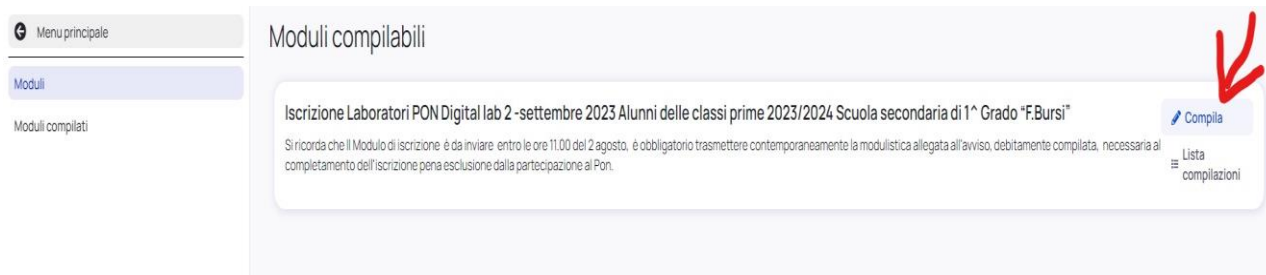 Menu principale
Moduli
Moduli compilati
Moduli compilabili
Iscrizione Laboratori PON Digital lab 2 -settembre 2023 Alunni delle classi prime 2023/2024 Scuola secondaria di 1^ Grado “F.Bursi”
Si ricorda che Il Modulo di iscrizione è da inviare entro le ore 11.00 del 2 agosto, è obbligatorio trasmettere contemporaneamente la modulistica allegata all'avviso, debitamente compilata, necessaria al
completamento dell'iscrizione pena esclusione dalla partecipazione al Pon.
Compila
Lista
compilazioni